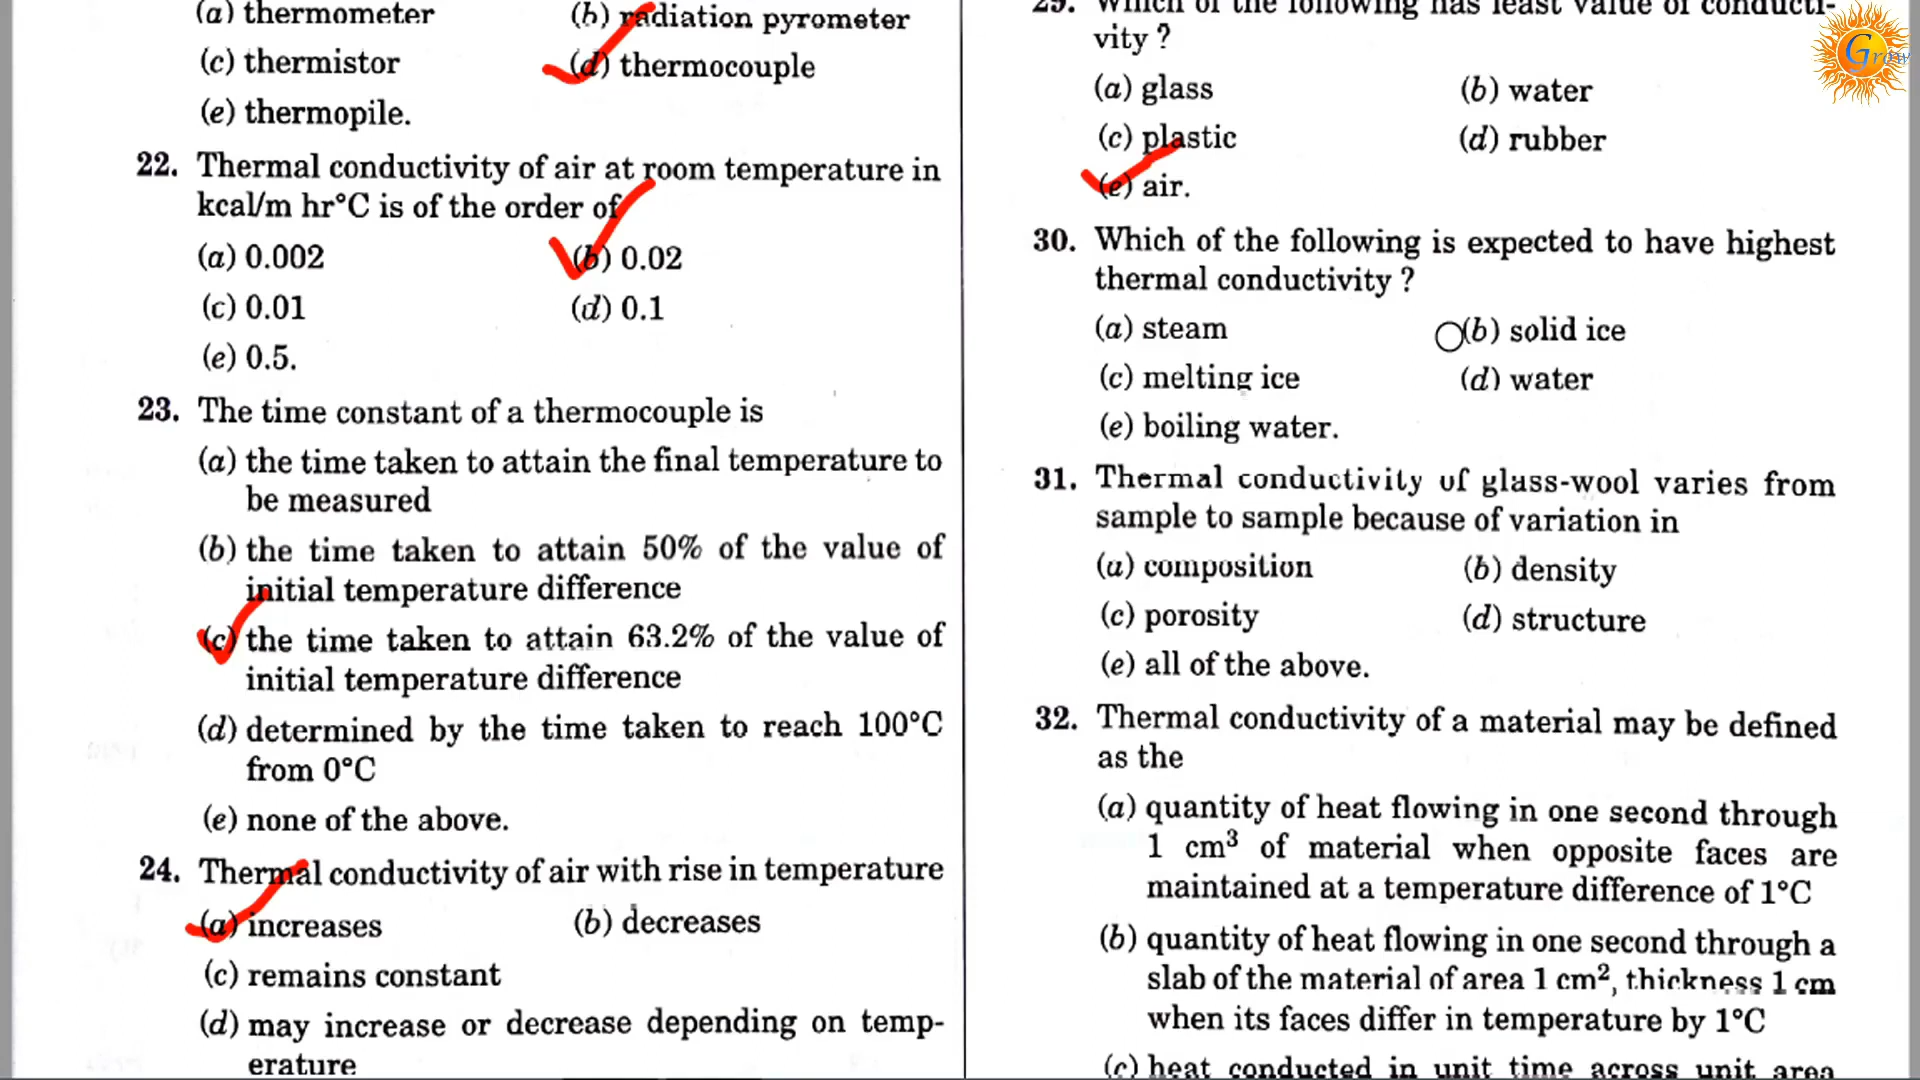 (a) thermometer (b) radiation pyrometer
(c) thermistor (d) thermocouple
(e) thermopile.
22. Thermal conductivity of air at room temperature in
kcal/m hr°C is of the order of
(a) 0.002 (b) 0.02
(c) 0.01 (d) 0.1
(e) 0.5.
23. The time constant of a thermocouple is
(a) the time taken to attain the final temperature to
be measured
(b) the time taken to attain 50% of the value of
initial temperature difference
(c) the time taken to attain 63.2% of the value of
initial temperature difference
(d) determined by the time taken to reach 100°C
from 0°C
(e) none of the above.
24. Thermal conductivity of air with rise in temperature
(a) increases (b) decreases
(c) remains constant
(d) may increase or decrease depending on temp-
erature
29. Which of the following has least value of conducti-
vity ?
(a) glass (b) water
(c) plastic (d) rubber
(e) air.
30. Which of the following is expected to have highest
thermal conductivity ?
(a) steam (b) solid ice
(c) melting ice (d) water
(e) boiling water.
31. Thermal conductivity of glass-wool varies from
sample to sample because of variation in
(a) composition (b) density
(c) porosity (d) structure
(e) all of the above.
32. Thermal conductivity of a material may be defined
as the
(a) quantity of heat flowing in one second through
1 cm³ of material when opposite faces are
maintained at a temperature difference of 1°C
(b) quantity of heat flowing in one second through a
slab of the material of area 1 cm², thickness 1 cm
when its faces differ in temperature by 1°C
(c) heat conducted in unit time across unit area
Grow